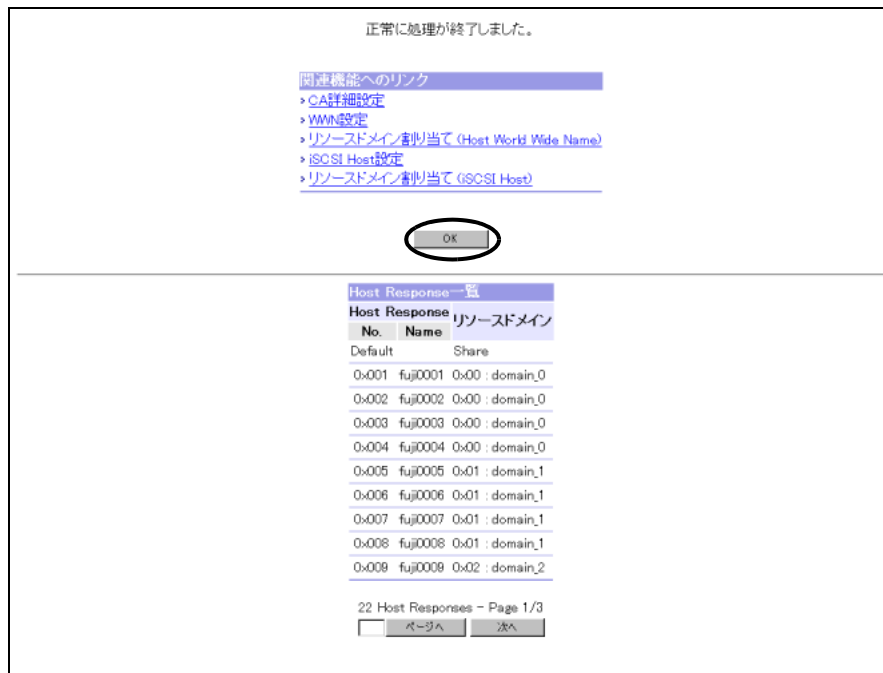 正常に処理が終了しました。
関連機能へのリンク
› CA詳細設定
› WWN設定
› リソースドメイン割り当て (Host World Wide Name)
› iSCSI Host設定
› リソースドメイン割り当て (iSCSI Host)
OK
Host Response一覧
Host Response リソースドメイン
No. Name
Default Share
0x001 fuji0001 0x00 : domain_0
0x002 fuji0002 0x00 : domain_0
0x003 fuji0003 0x00 : domain_0
0x004 fuji0004 0x00 : domain_0
0x005 fuji0005 0x01 : domain_1
0x006 fuji0006 0x01 : domain_1
0x007 fuji0007 0x01 : domain_1
0x008 fuji0008 0x01 : domain_1
0x009 fuji0009 0x02 : domain_2
22 Host Responses - Page 1/3
ページへ 次へ